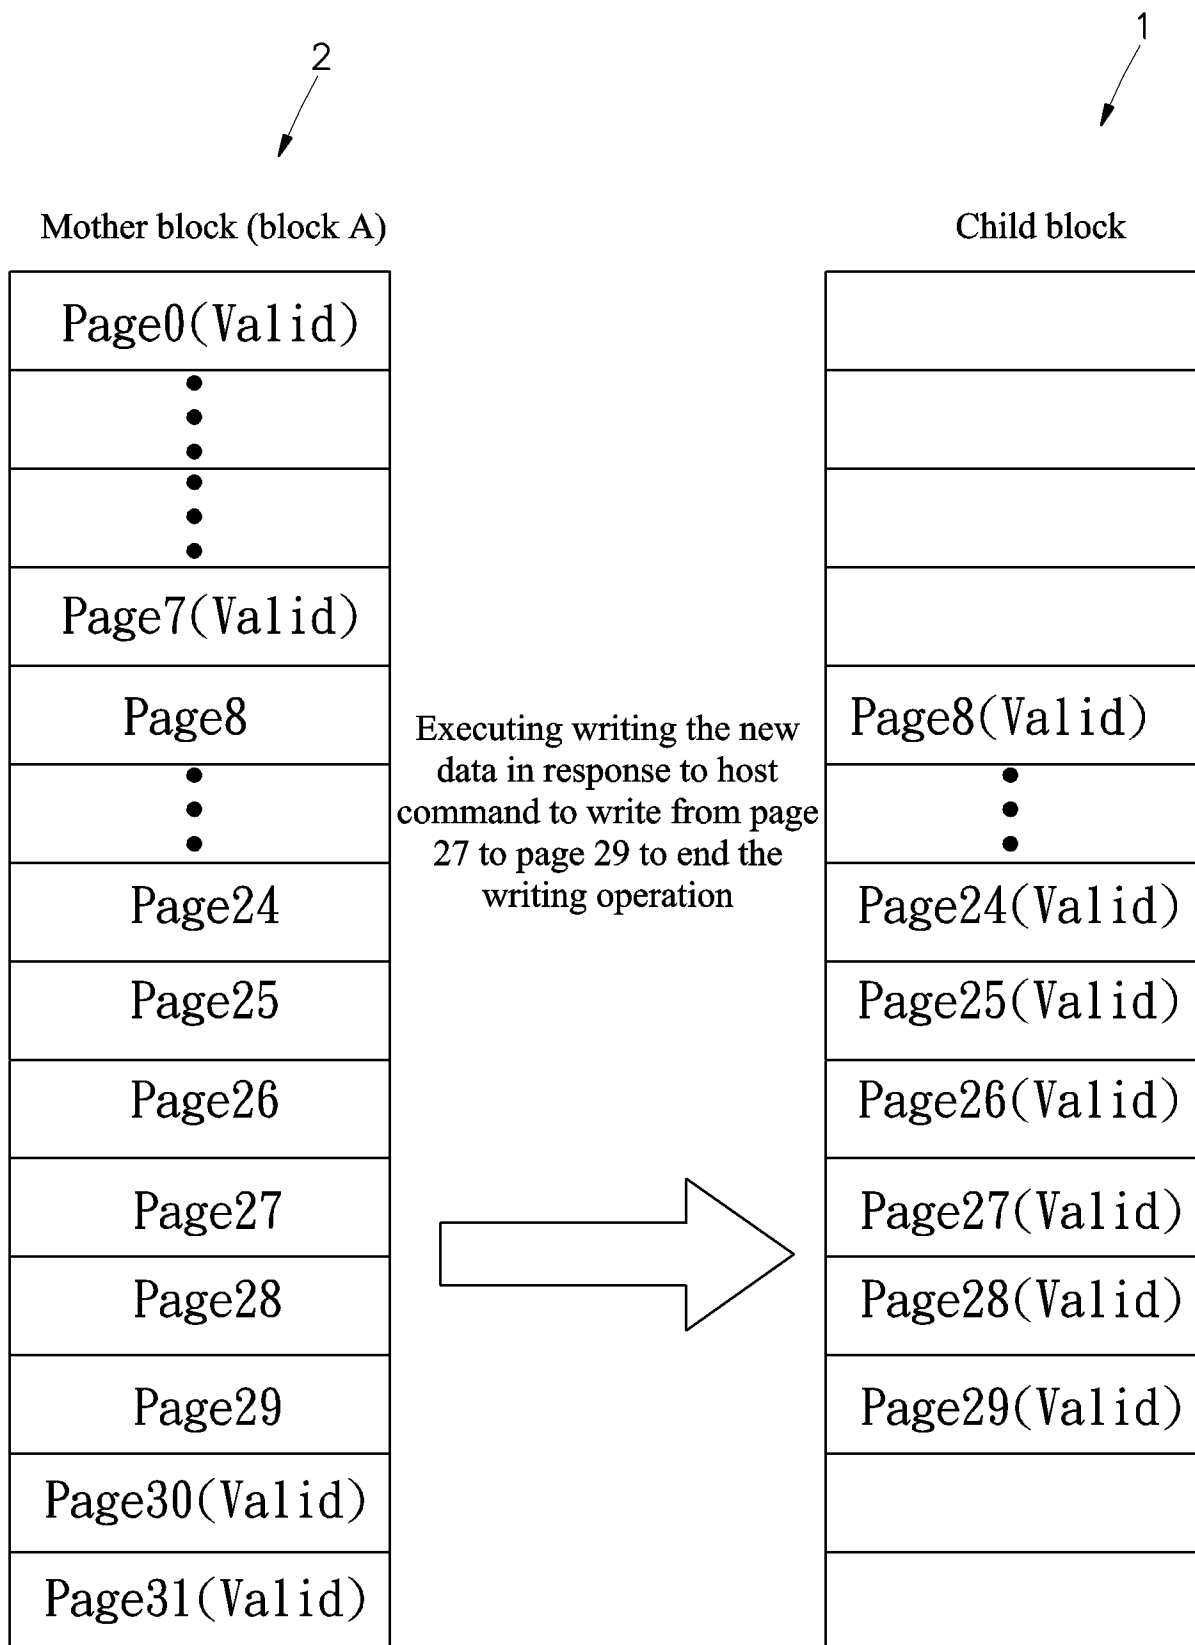 2
1
Mother block (block A)
Child block
Page0(Valid)
Page7(Valid)
Page8
Page24
Page25
Page26
Page27
Page28
Page29
Page30(Valid)
Page31(Valid)
Executing writing the new
data in response to host
command to write from page
27 to page 29 to end the
writing operation
Page8(Valid)
Page24(Valid)
Page25(Valid)
Page26(Valid)
Page27(Valid)
Page28(Valid)
Page29(Valid)